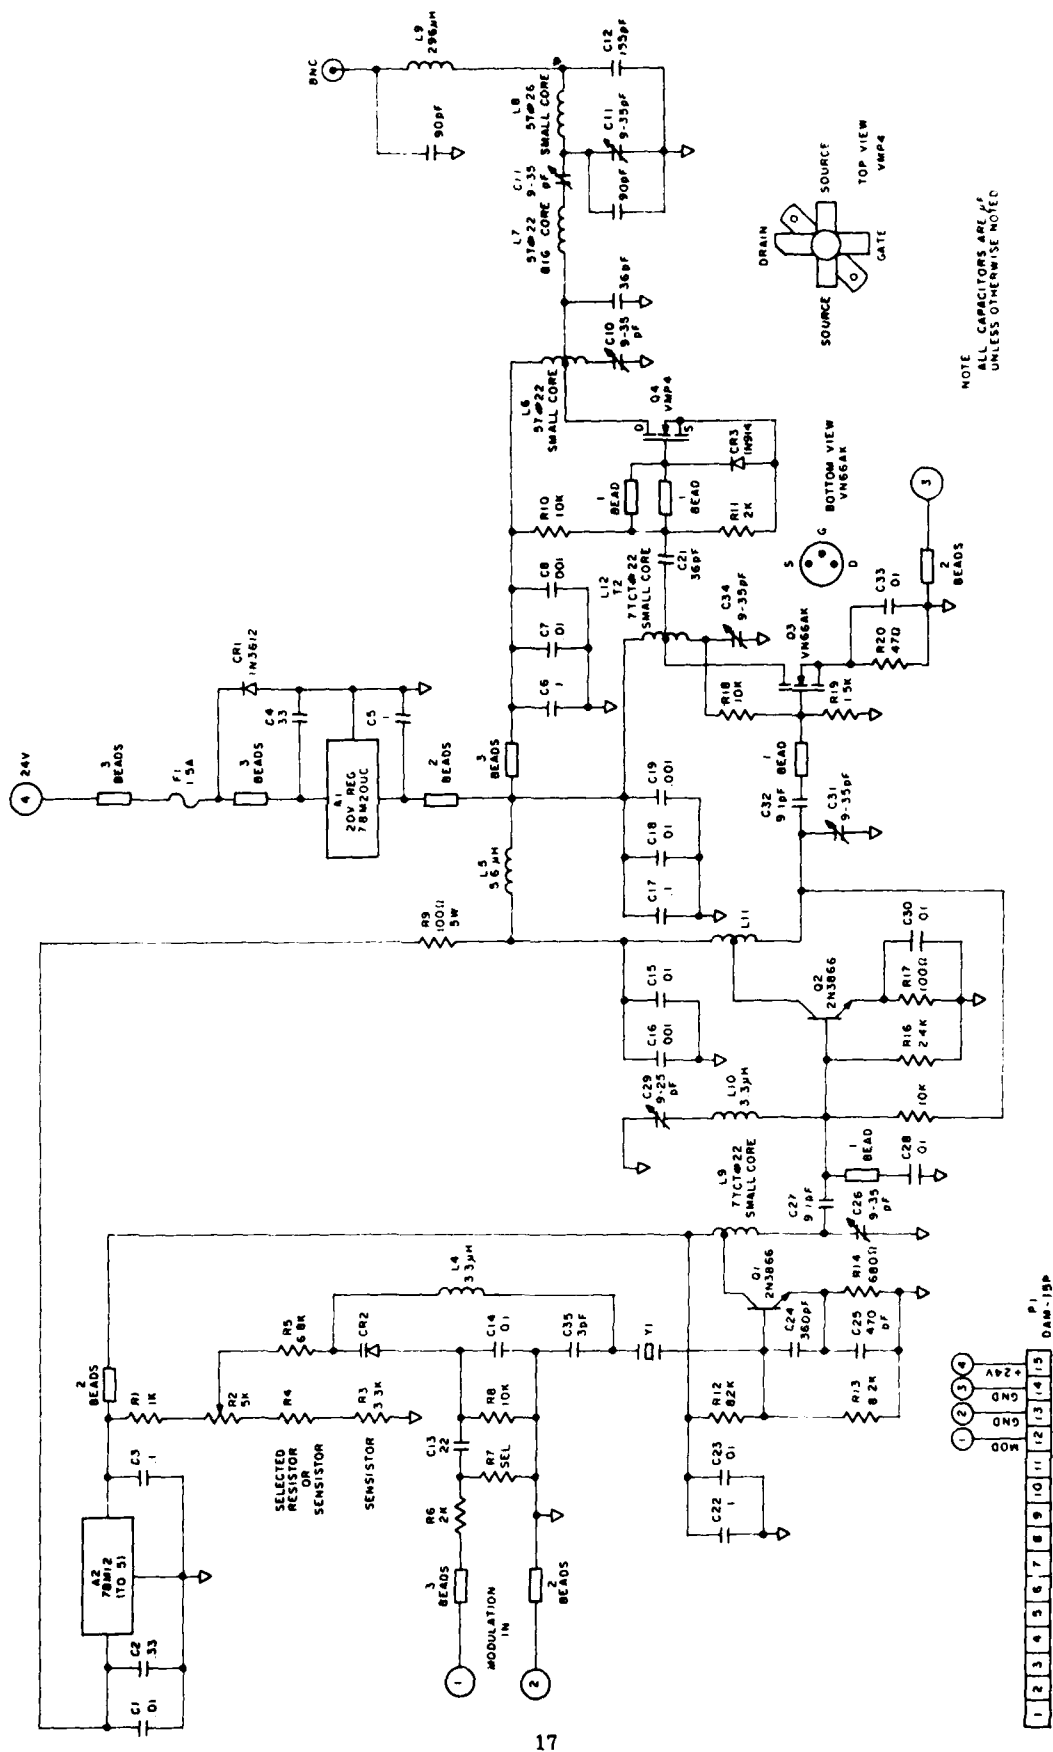 BNC
L9
296μH
90pF
C12
155pF
L8
5T#26
SMALL CORE
C11
9-35pF
90pF
C11
9-35
pF
L7
5T#22
BIG CORE
36pF
C10
9-35
pF
L6
5T#22
SMALL CORE
Q4
VMP4
D
S
CR3
1N914
1
BEAD
1
BEAD
R10
10K
R11
2K
C21
36pF
L12
T2
7TCT#22
SMALL CORE
C34
9-35pF
C8
.001
C7
.01
C6
.1
3
BEADS
4
24V
3
BEADS
F1
1.5A
3
BEADS
CR1
1N3612
C4
.33
C5
.1
A1
20V REG
78M20UC
2
BEADS
L5
5.6μH
R9
100Ω
5W
C19
.001
C18
.01
C17
.1
Q3
VN66AK
R18
10K
R19
1.5K
R20
47Ω
C33
.01
2
BEADS
3
1
BEAD
C32
91pF
C31
9-35pF
L11
C15
.01
C16
.001
Q2
2N3866
R17
100Ω
C30
.01
R16
2.4K
10K
C29
9-25
pF
L10
3.3μH
1
BEAD
C28
.01
C27
91pF
C26
9-35
pF
L9
7TCT#22
SMALL CORE
Q1
2N3866
R14
680Ω
C24
360pF
C25
470
pF
R13
8.2K
R12
82K
C23
.01
C22
.1
Y1
C35
3pF
L4
3.3μH
C14
.01
CR2
R5
6.8K
R8
10K
C13
22
R7
SEL
R6
2K
3
BEADS
2
BEADS
MODULATION
IN
1
2
2
BEADS
R1
1K
R2
5K
R4
R3
3.3K
SELECTED
RESISTOR
OR
SENSISTOR
SENSISTOR
C3
.1
A2
78M12
(TO 5)
C2
.33
C1
.01
DRAIN
SOURCE
SOURCE
GATE
TOP VIEW
VMP4
S
G
D
BOTTOM VIEW
VN66AK
NOTE
ALL CAPACITORS ARE μF
UNLESS OTHERWISE NOTED
P1
DAM-15P
1 2 3 4 5 6 7 8 9 10 11 12 13 14 15
MOD
GND
GND
+24V
1
2
3
4
17